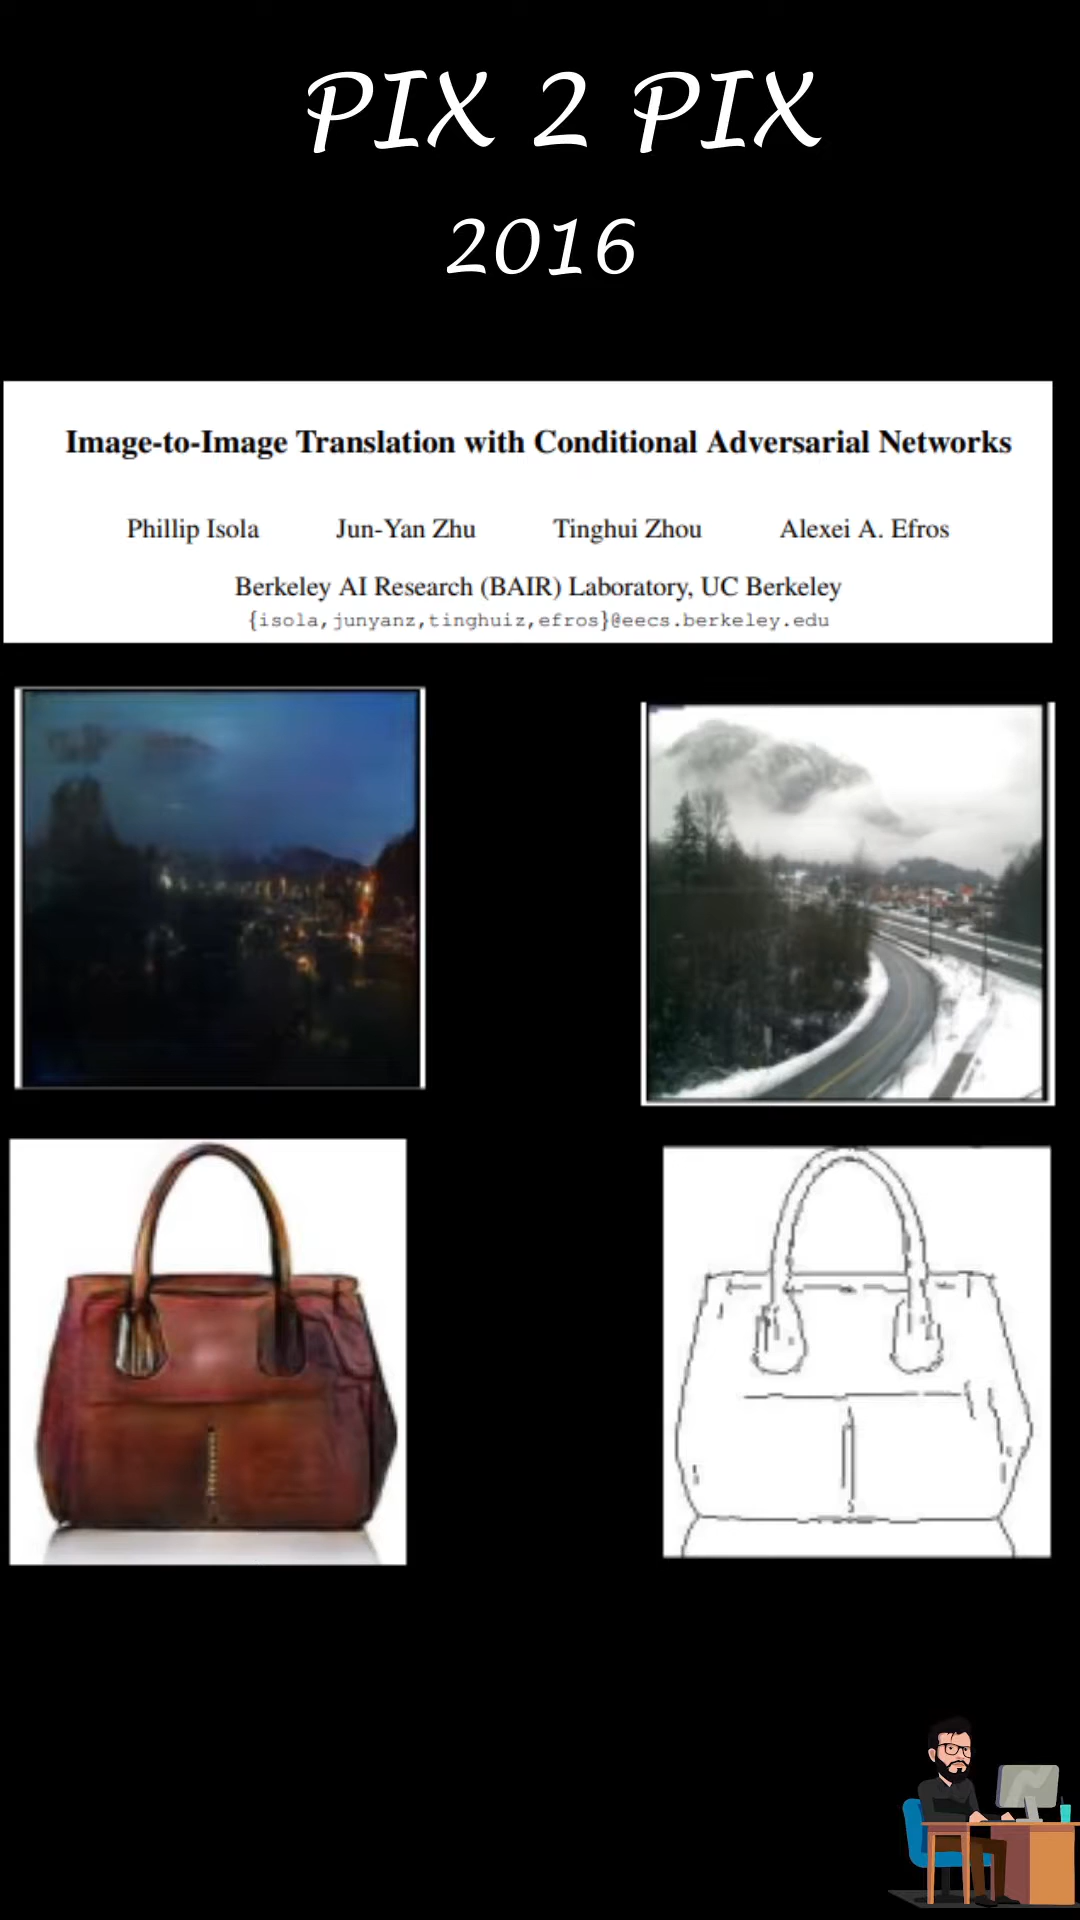 PIX 2 PIX
2016
Image-to-Image Translation with Conditional Adversarial Networks
Phillip Isola Jun-Yan Zhu Tinghui Zhou Alexei A. Efros
Berkeley AI Research (BAIR) Laboratory, UC Berkeley
{isola,junyanz,tinghuiz,efros}@eecs.berkeley.edu